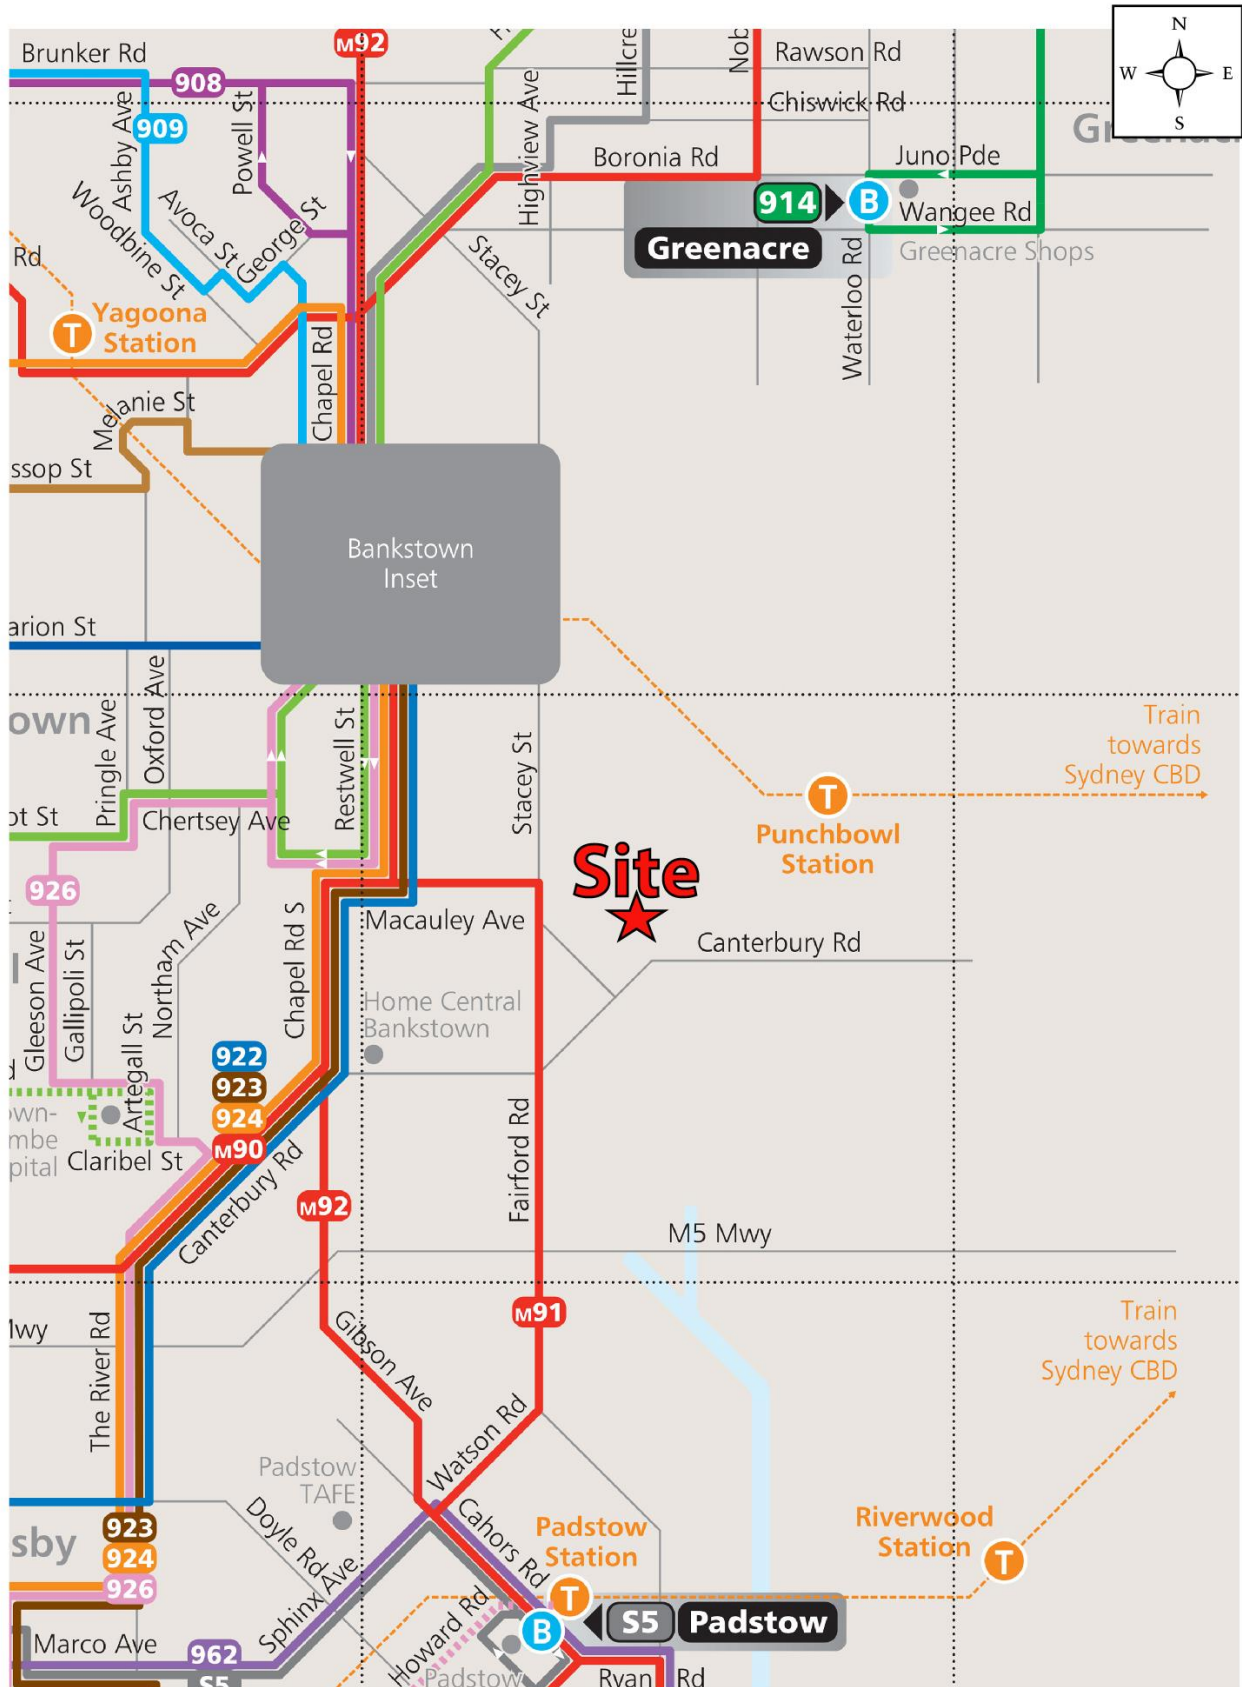 N
W E
S
Brunker Rd
M92
908
Ashby Ave
909
Powell St
Highview Ave
Hillcre
Nob
Rawson Rd
Chiswick Rd
Boronia Rd
Juno Pde
914
B
Wangee Rd
Greenacre
Greenacre Shops
Waterloo Rd
Woodbine St
Avoca St
George St
Stacey St
Rd
T
Yagoona
Station
Chapel Rd
Melanie St
ssop St
Bankstown
Inset
arion St
own
Pringle Ave
Oxford Ave
Restwell St
Stacey St
Train
towards
Sydney CBD
T
Punchbowl
Station
ot St
Chertsey Ave
926
Site
Macauley Ave
Canterbury Rd
Gleeson Ave
Gallipoli St
Northam Ave
Chapel Rd S
Home Central
Bankstown
Artegall St
922
923
924
M90
own-
mbe
pital
Claribel St
Canterbury Rd
Fairford Rd
M92
M5 Mwy
M91
Mwy
The River Rd
Gibson Ave
Train
towards
Sydney CBD
Watson Rd
Padstow
TAFE
Doyle Rd
Cahors Rd
Padstow
Station
T
Riverwood
Station
T
sby
923
924
926
Sphinx Ave
Howard Rd
B
S5
Padstow
Marco Ave
962
S5
Padstow
Ryan Rd